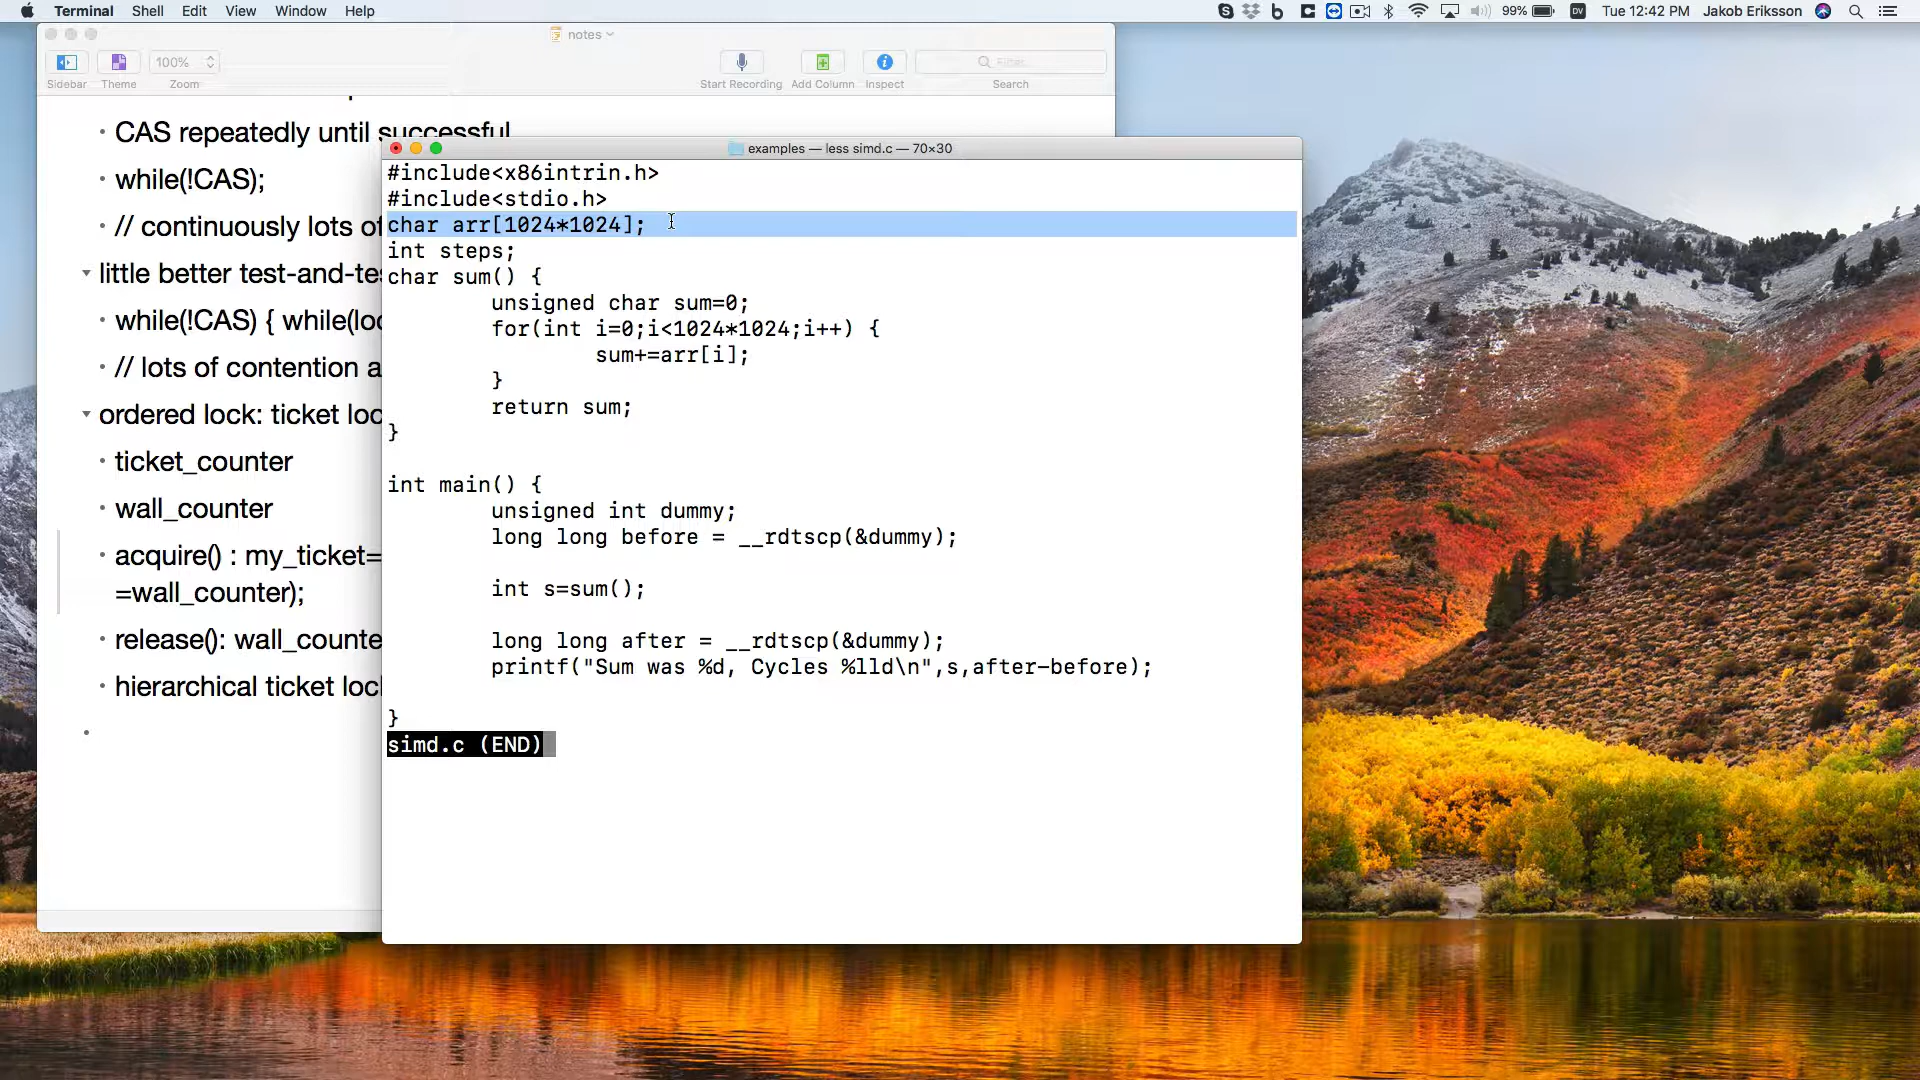 Terminal Shell Edit View Window Help 99% DV Tue 12:42 PM Jakob Eriksson
notes
100%
Sidebar Theme Zoom Start Recording Add Column Inspect Search
CAS repeatedly until successful
while(!CAS);
// continuously lots of
little better test-and-te
while(!CAS) { while(loc
// lots of contention a
ordered lock: ticket loc
ticket_counter
wall_counter
acquire() : my_ticket=
=wall_counter);
release(): wall_counte
hierarchical ticket lock
examples — less simd.c — 70×30
#include<x86intrin.h>
#include<stdio.h>
char arr[1024*1024];
int steps;
char sum() {
unsigned char sum=0;
for(int i=0;i<1024*1024;i++) {
sum+=arr[i];
}
return sum;
}
int main() {
unsigned int dummy;
long long before = __rdtscp(&dummy);
int s=sum();
long long after = __rdtscp(&dummy);
printf("Sum was %d, Cycles %lld\n",s,after-before);
}
simd.c (END)